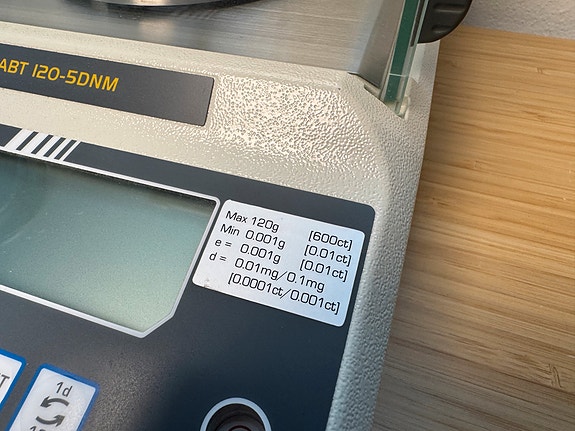 ABT 120-5DNM
Max 120g [600ct]
Min 0.001g [0.01ct]
e = 0.001g [0.01ct]
d = 0.01mg/0.1mg
[0.0001ct/0.001ct]
1d